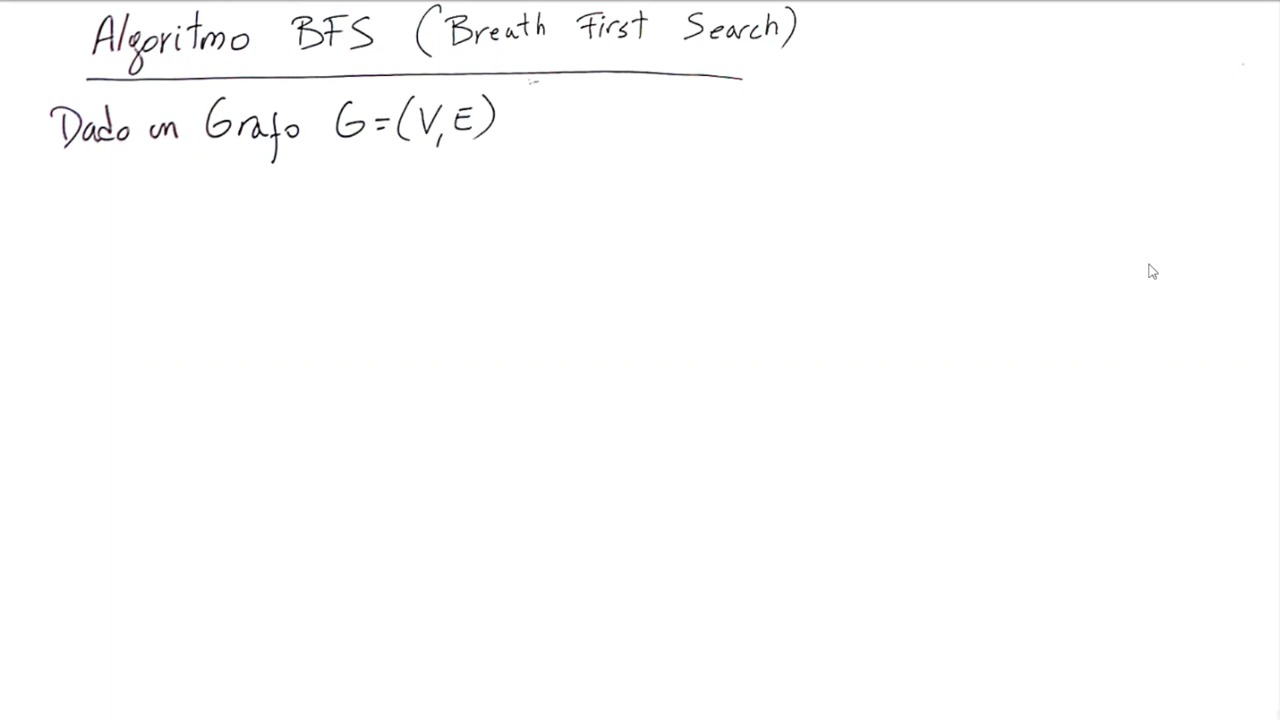 Algoritmo BFS (Breath First Search)
Dado un Grafo G=(V,E)